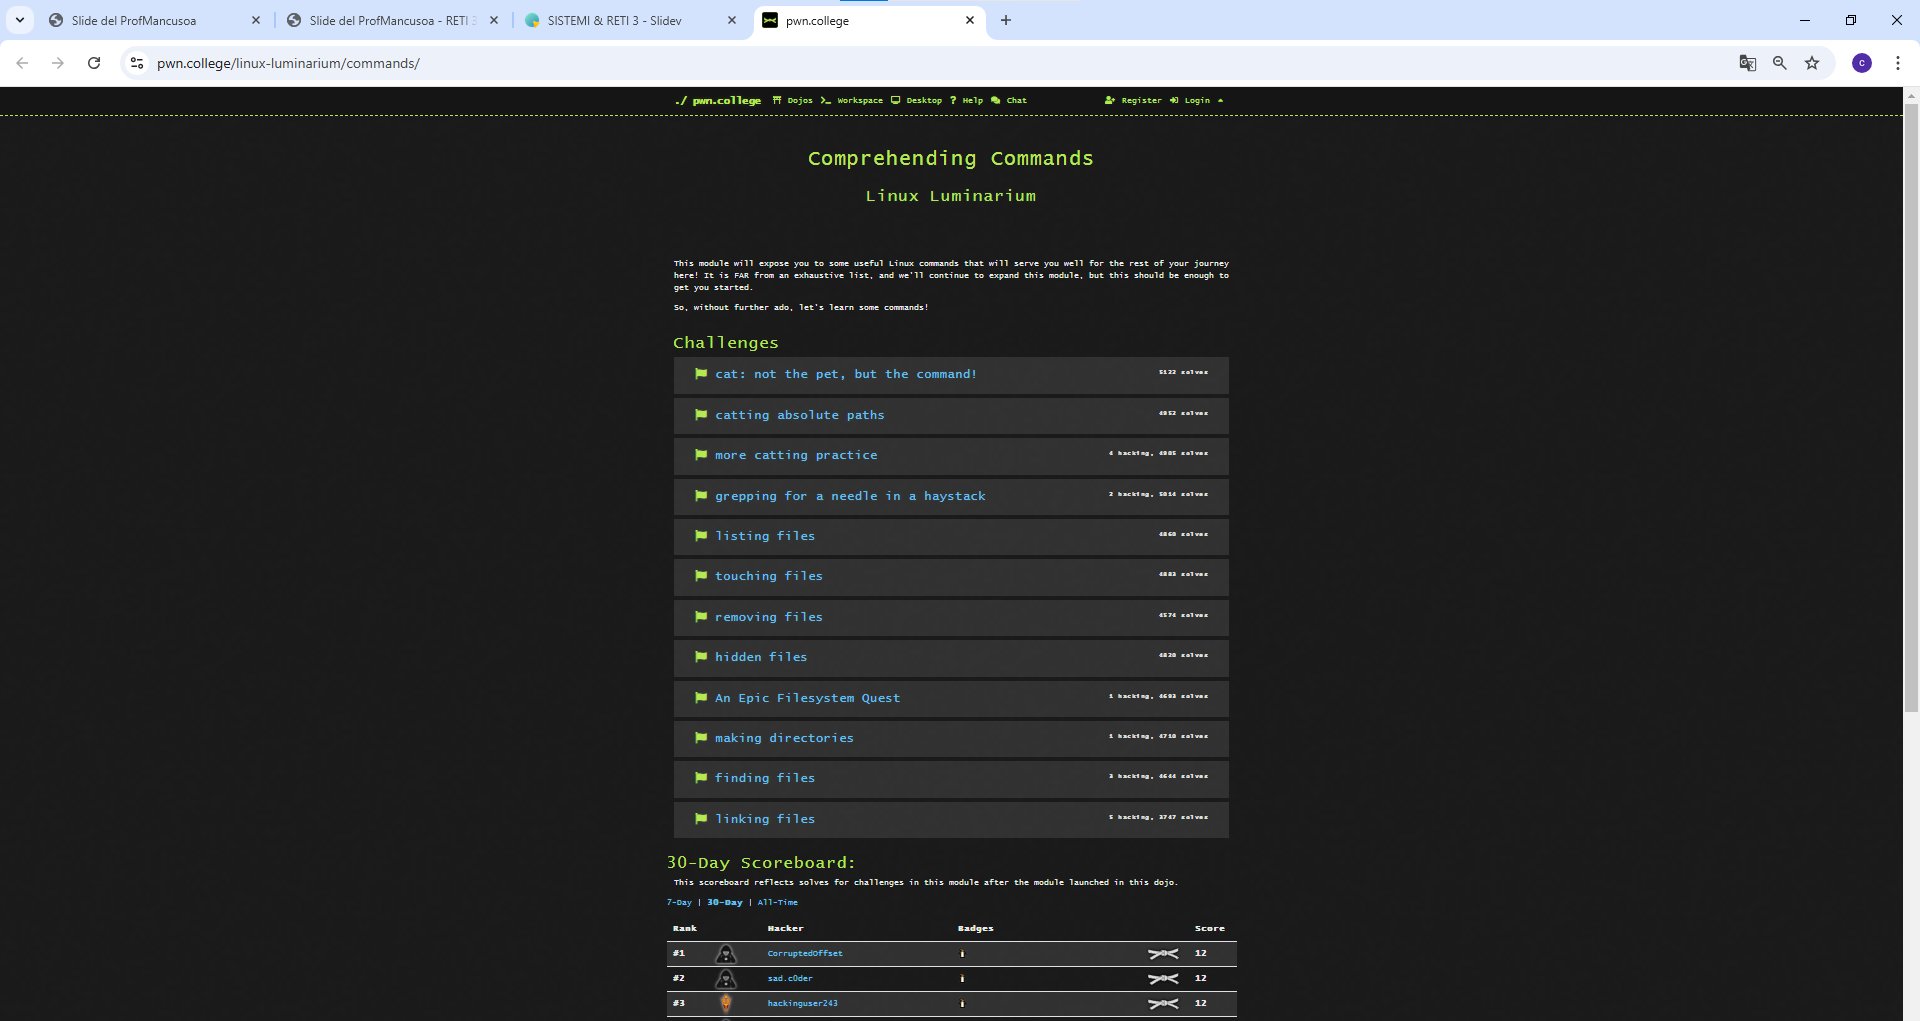 Slide del ProfMancusoa
Slide del ProfMancusoa - RETI 3
SISTEMI & RETI 3 - Slidev
pwn.college
pwn.college/linux-luminarium/commands/
c
./ pwn.college Dojos Workspace Desktop ? Help Chat Register Login
Comprehending Commands
Linux Luminarium
This module will expose you to some useful Linux commands that will serve you well for the rest of your journey
here! It is FAR from an exhaustive list, and we'll continue to expand this module, but this should be enough to
get you started.
So, without further ado, let's learn some commands!
Challenges
cat: not the pet, but the command! 5122 solves
catting absolute paths 4952 solves
more catting practice 4 hacking, 4905 solves
grepping for a needle in a haystack 2 hacking, 5014 solves
listing files 4860 solves
touching files 4883 solves
removing files 4574 solves
hidden files 4820 solves
An Epic Filesystem Quest 1 hacking, 4693 solves
making directories 1 hacking, 4710 solves
finding files 3 hacking, 4644 solves
linking files 5 hacking, 3747 solves
30-Day Scoreboard:
This scoreboard reflects solves for challenges in this module after the module launched in this dojo.
7-Day | 30-Day | All-Time
Rank Hacker Badges Score
#1 CorruptedOffset 12
#2 sad.c0der 12
#3 hackinguser243 12